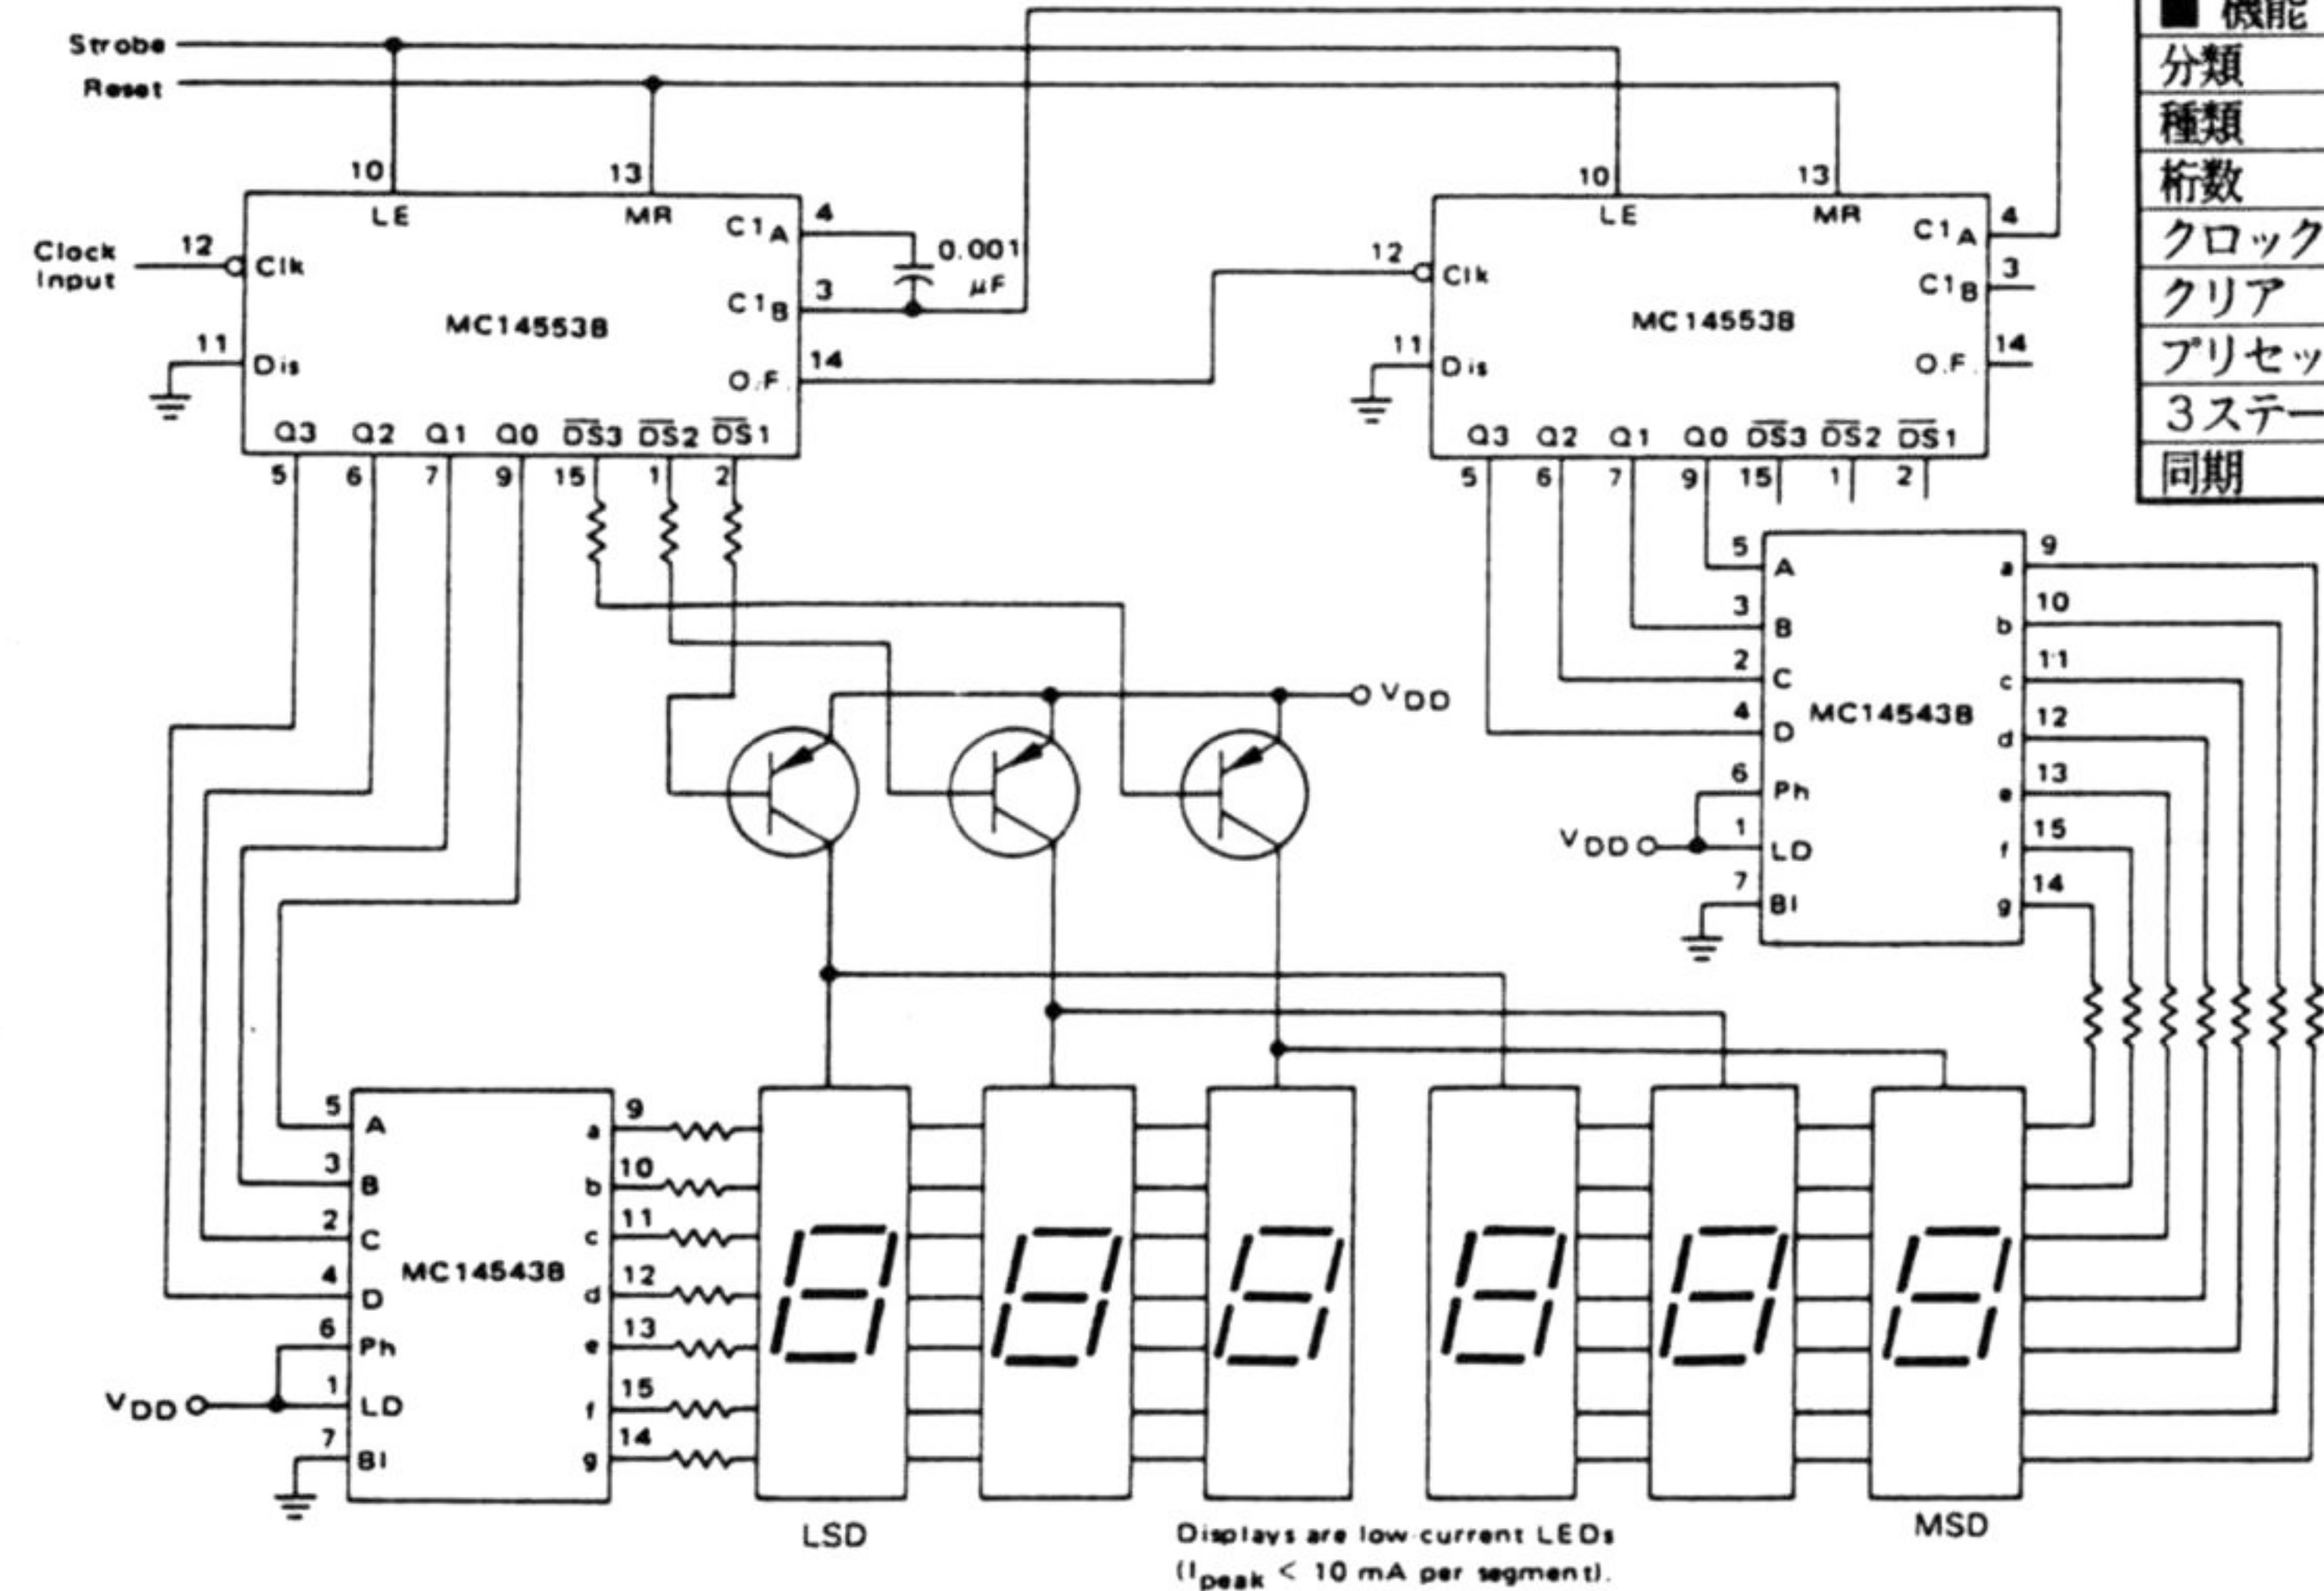 Strobe
Reset
10
13
LE
MR
C1A
4
0.001
µF
Clock
Input
12
Clk
C1B
3
MC14553B
11
Dis
O.F.
14
Q3 Q2 Q1 Q0 DS3 DS2 DS1
5 6 7 9 15 1 2
10
13
LE
MR
C1A
4
12
Clk
C1B
3
MC14553B
11
Dis
O.F.
14
Q3 Q2 Q1 Q0 DS3 DS2 DS1
5 6 7 9 15 1 2
■ 機能
分類
種類
桁数
クロック
クリア
プリセッ
3ステー
同期
VDD
5 A a 9
3 B b 10
2 C c 11
4 D MC14543B d 12
6 Ph e 13
VDD 1 LD f 15
7 BI g 14
5 A a 9
3 B b 10
2 C c 11
4 D MC14543B d 12
6 Ph e 13
VDD 1 LD f 15
7 BI g 14
LSD
MSD
Displays are low current LEDs
(Ipeak < 10 mA per segment).